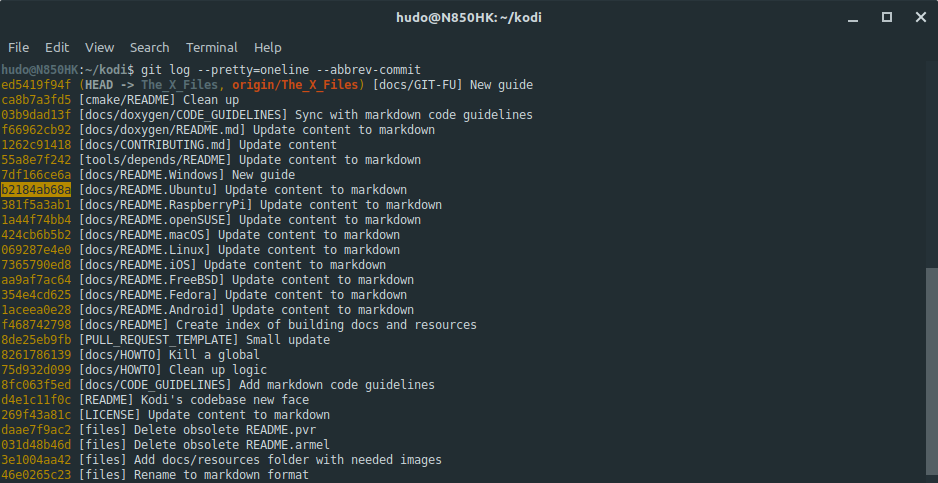 hudo@N850HK: ~/kodi
File Edit View Search Terminal Help
hudo@N850HK:~/kodi$ git log --pretty=oneline --abbrev-commit
ed5419f94f (HEAD -> The_X_Files, origin/The_X_Files) [docs/GIT-FU] New guide
ca8b7a3fd5 [cmake/README] Clean up
03b9dad13f [docs/doxygen/CODE_GUIDELINES] Sync with markdown code guidelines
f66962cb92 [docs/doxygen/README.md] Update content to markdown
1262c91418 [docs/CONTRIBUTING.md] Update content
55a8e7f242 [tools/depends/README] Update content to markdown
7df166ce6a [docs/README.Windows] New guide
b2184ab68a [docs/README.Ubuntu] Update content to markdown
381f5a3ab1 [docs/README.RaspberryPi] Update content to markdown
1a44f74bb4 [docs/README.openSUSE] Update content to markdown
424cb6b5b2 [docs/README.macOS] Update content to markdown
069287e4e0 [docs/README.Linux] Update content to markdown
7365790ed8 [docs/README.iOS] Update content to markdown
aa9af7ac64 [docs/README.FreeBSD] Update content to markdown
354e4cd625 [docs/README.Fedora] Update content to markdown
1aceea0e28 [docs/README.Android] Update content to markdown
f468742798 [docs/README] Create index of building docs and resources
8de25eb9fb [PULL_REQUEST_TEMPLATE] Small update
8261786139 [docs/HOWTO] Kill a global
75d932d099 [docs/HOWTO] Clean up logic
8fc063f5ed [docs/CODE_GUIDELINES] Add markdown code guidelines
d4e1c11f0c [README] Kodi's codebase new face
269f43a81c [LICENSE] Update content to markdown
daae7f9ac2 [files] Delete obsolete README.pvr
031d48b46d [files] Delete obsolete README.armel
3e1004aa42 [files] Add docs/resources folder with needed images
46e0265c23 [files] Rename to markdown format